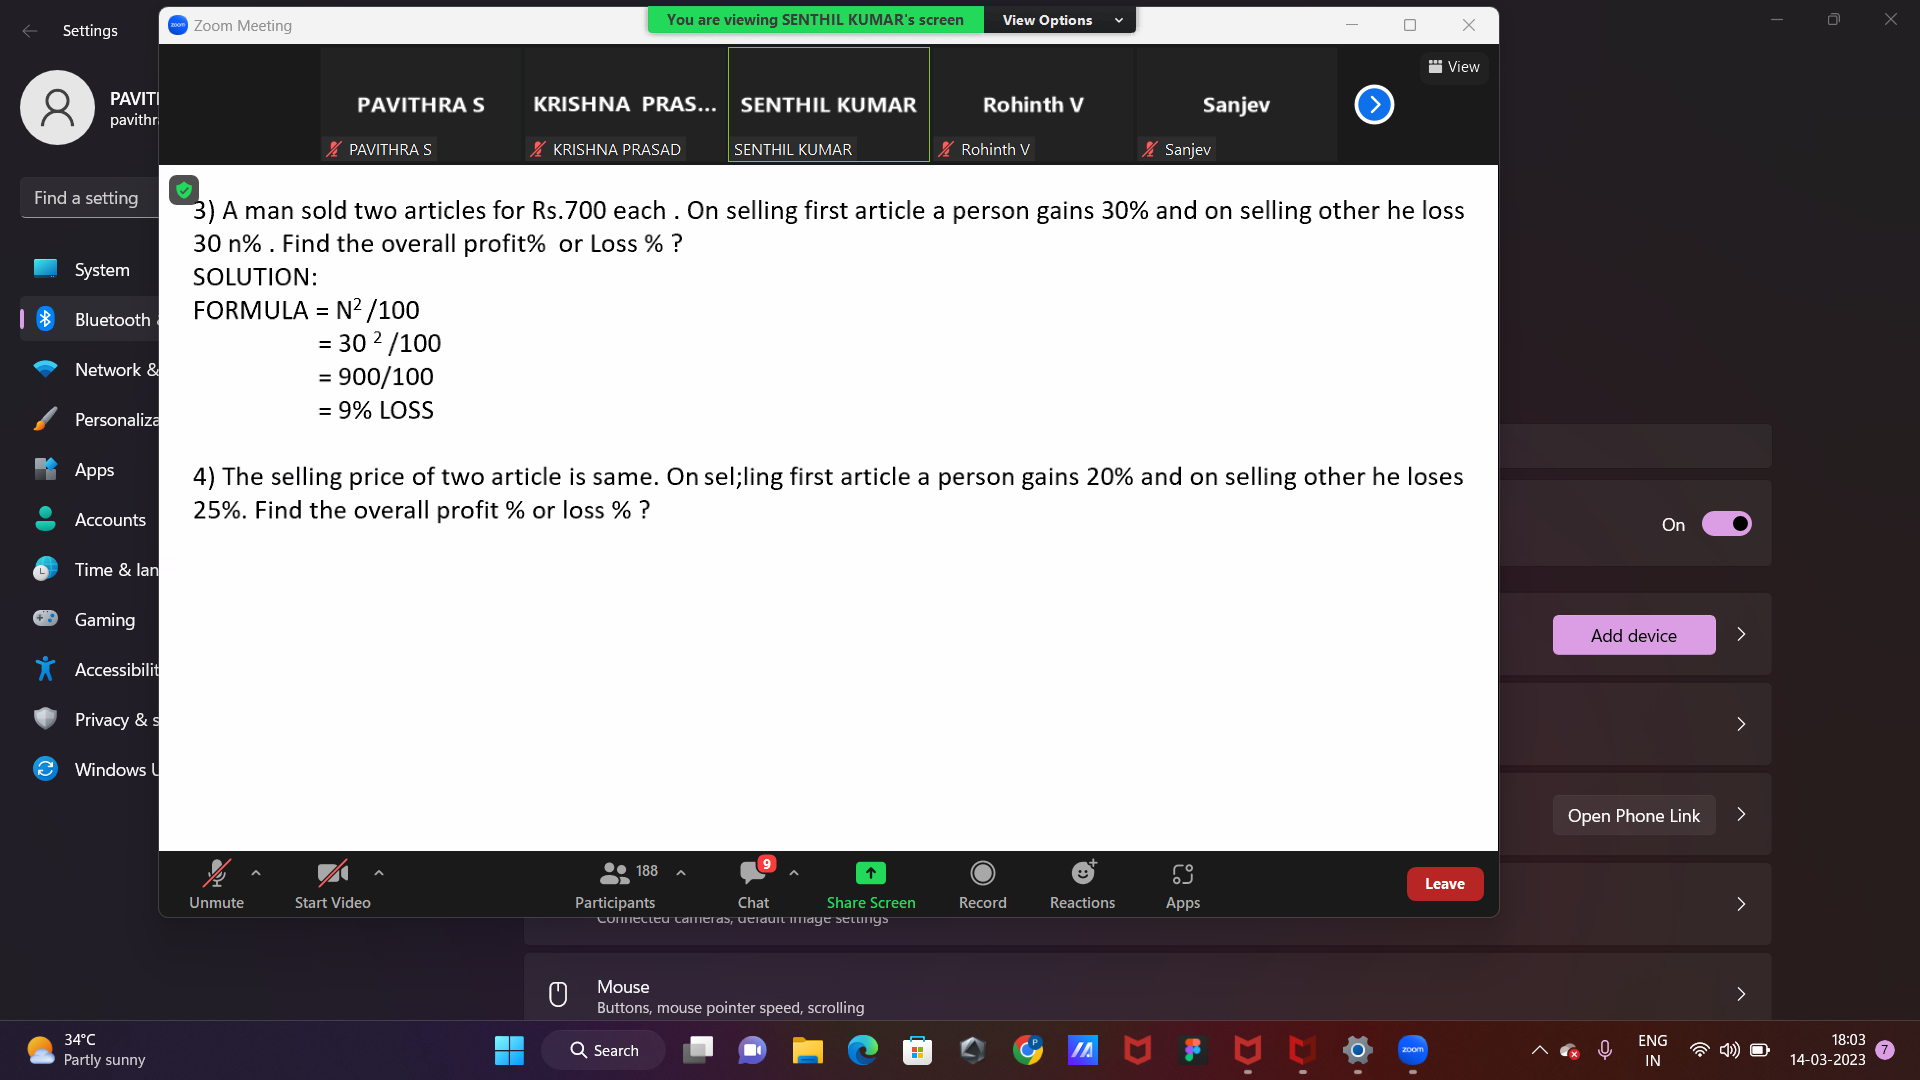 Settings
Zoom Meeting
You are viewing SENTHIL KUMAR's screen
View Options
View
PAVITHRA S
KRISHNA PRAS...
SENTHIL KUMAR
Rohinth V
Sanjev
PAVITHRA S
KRISHNA PRASAD
SENTHIL KUMAR
Rohinth V
Sanjev
Find a setting
System
Bluetooth
Network &
Apps
Accounts
Time &
Gaming
Privacy &
Windows
3) A man sold two articles for Rs.700 each . On selling first article a person gains 30% and on selling other he loss
30 n% . Find the overall profit% or Loss % ?
SOLUTION:
FORMULA = N² /100
= 30 ² /100
= 900/100
= 9% LOSS
4) The selling price of two article is same. On sel;ling first article a person gains 20% and on selling other he loses
25%. Find the overall profit % or loss % ?
On
Add device
Open Phone Link
Unmute
Start Video
188
Participants
9
Chat
Share Screen
Record
Reactions
Apps
Leave
Connected cameras, default image settings
Mouse
Buttons, mouse pointer speed, scrolling
34°C
Partly sunny
Search
zoom
ENG
IN
18:03
14-03-2023
7